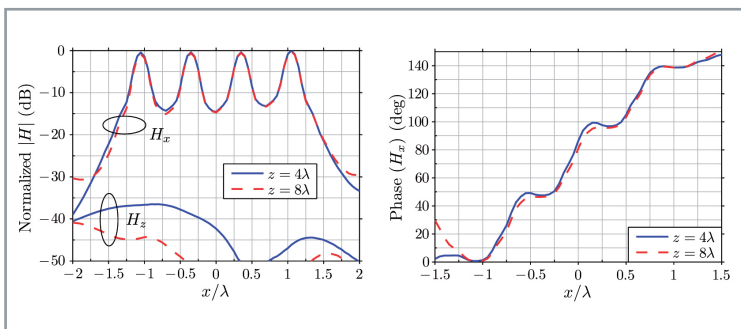 Normalized |H| (dB)
0
−10
−20
−30
−40
−50
H_x
H_z
z = 4λ
z = 8λ
−2 −1.5 −1 −0.5 0 0.5 1 1.5 2
x/λ
Phase (H_x) (deg)
140
120
100
80
60
40
20
0
z = 4λ
z = 8λ
−1.5 −1 −0.5 0 0.5 1 1.5
x/λ